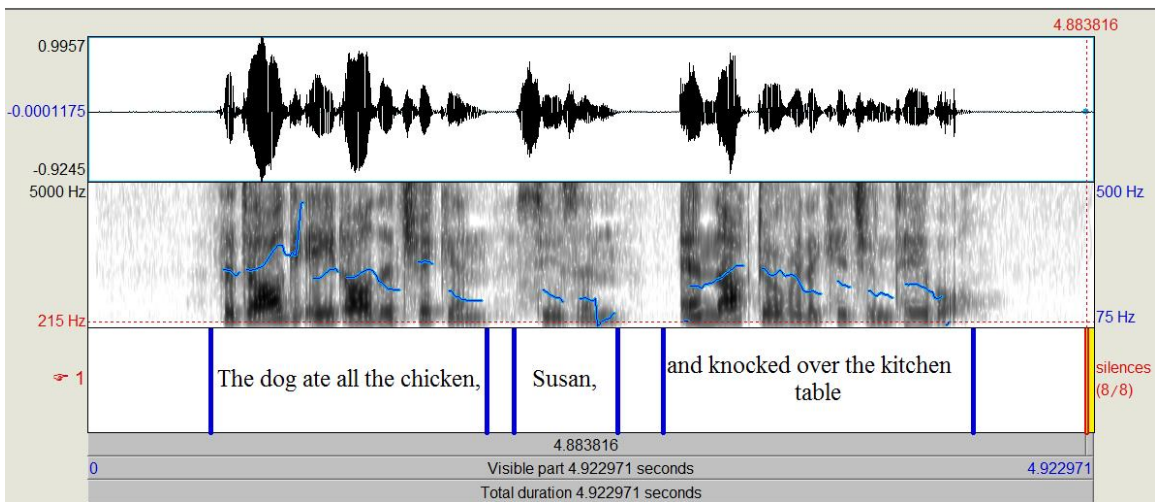 4.883816
0.9957
-0.0001175
-0.9245
5000 Hz
500 Hz
215 Hz
75 Hz
☞ 1
The dog ate all the chicken,
Susan,
and knocked over the kitchen
table
silences
(8/8)
4.883816
0
Visible part 4.922971 seconds
4.922971
Total duration 4.922971 seconds